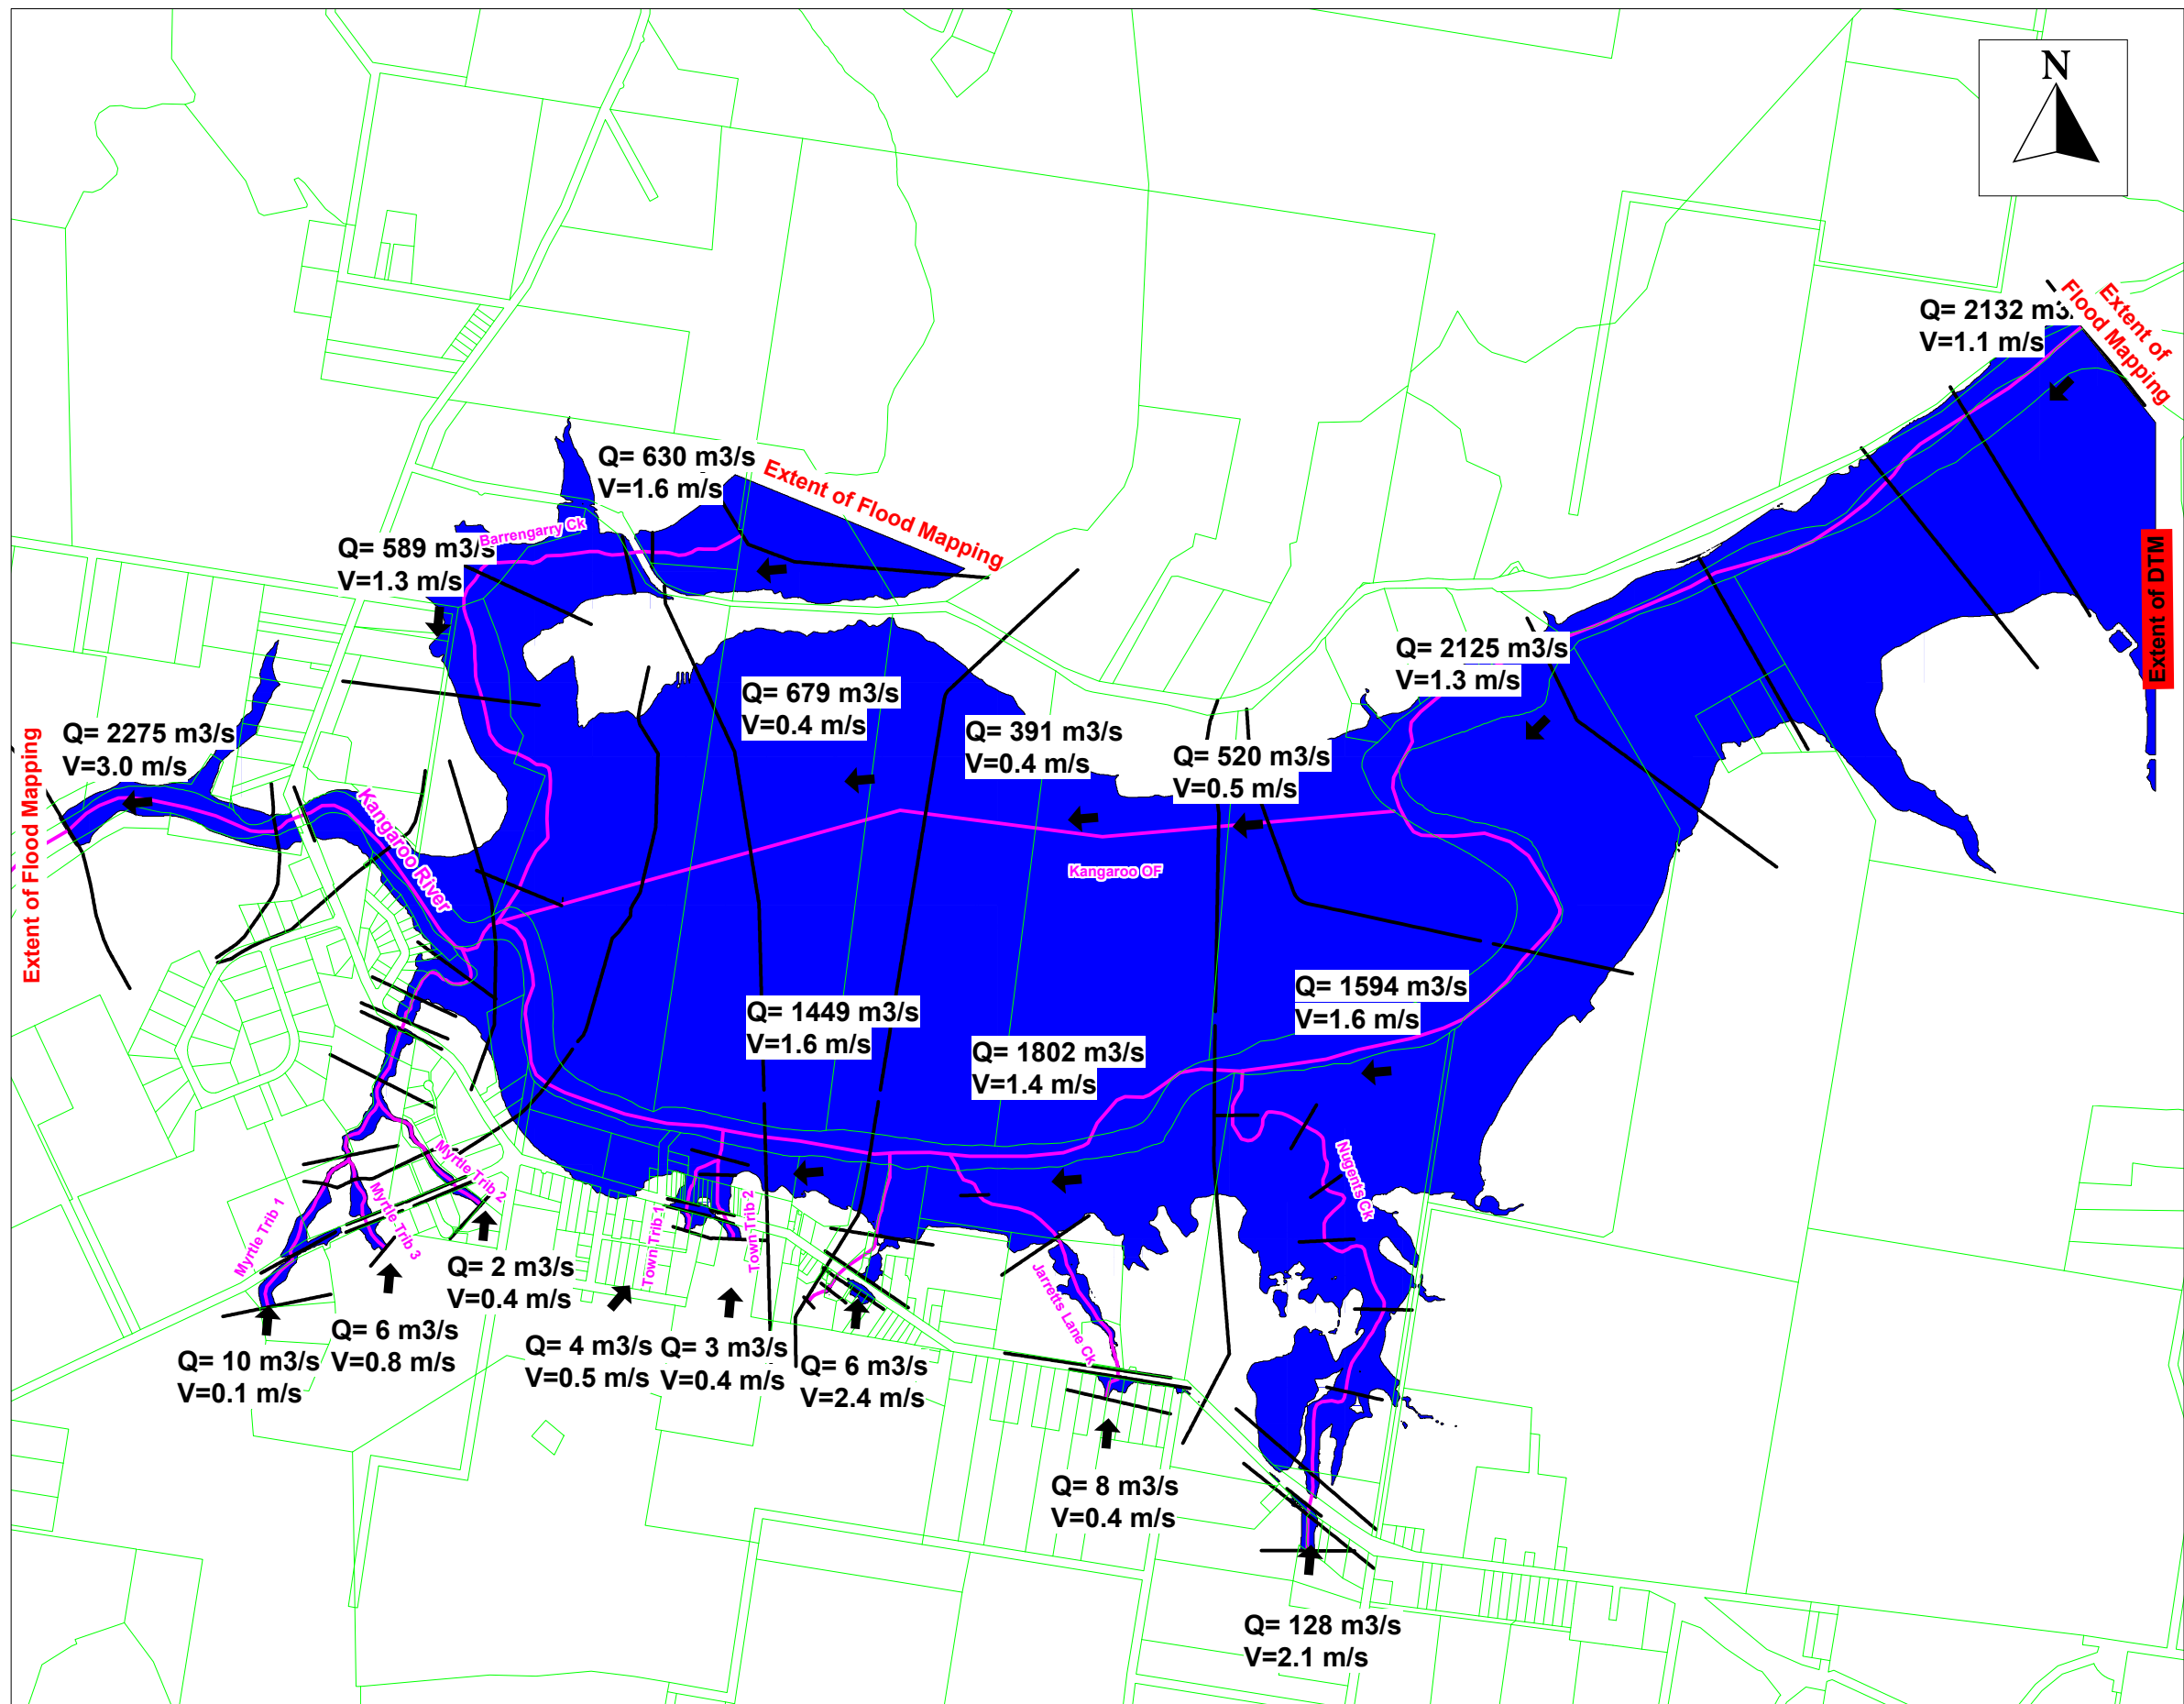 N
Q= 2132 m3/
V=1.1 m/s
Extent of
Flood Mapping
Q= 630 m3/s
V=1.6 m/s
Extent of Flood Mapping
Barrengarry Ck
Q= 589 m3/s
V=1.3 m/s
Extent of DTM
Q= 2125 m3/s
V=1.3 m/s
Q= 679 m3/s
V=0.4 m/s
Q= 391 m3/s
V=0.4 m/s
Q= 520 m3/s
V=0.5 m/s
Q= 2275 m3/s
V=3.0 m/s
Extent of Flood Mapping
Kangaroo River
Kangaroo OF
Q= 1594 m3/s
V=1.6 m/s
Q= 1449 m3/s
V=1.6 m/s
Q= 1802 m3/s
V=1.4 m/s
Nugents Ck
Myrtle Trib 2
Myrtle Trib 1
Myrtle Trib 3
Town Trib 1
Town Trib 2
Jarretts Lane Ck
Q= 2 m3/s
V=0.4 m/s
Q= 6 m3/s
V=0.8 m/s
Q= 10 m3/s
V=0.1 m/s
Q= 4 m3/s
V=0.5 m/s
Q= 3 m3/s
V=0.4 m/s
Q= 6 m3/s
V=2.4 m/s
Q= 8 m3/s
V=0.4 m/s
Q= 128 m3/s
V=2.1 m/s